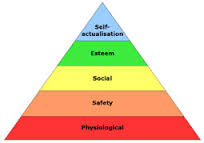 Self-
actualisation
Esteem
Social
Safety
Physiological